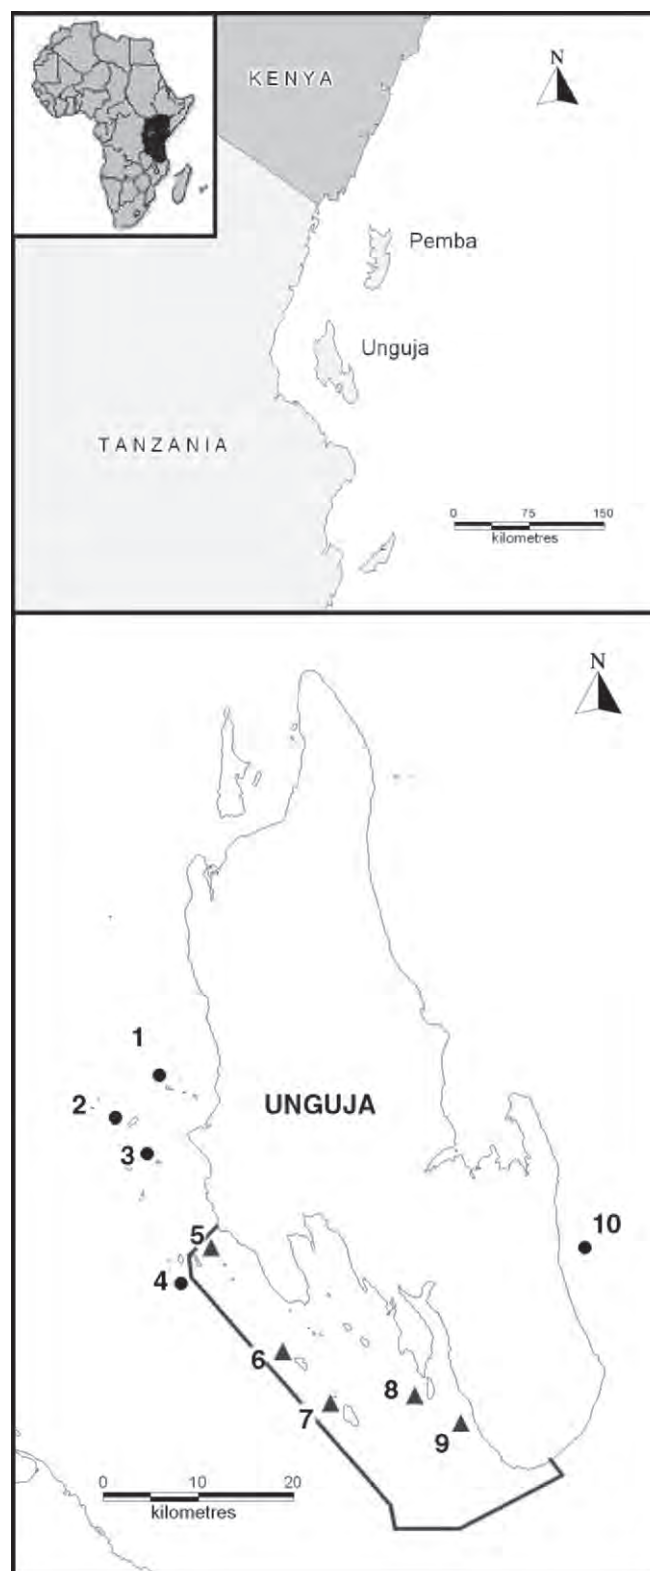 KENYA
N
Pemba
Unguja
TANZANIA
0 75 150
kilometres
N
1
2
UNGUJA
3
10
5
4
6
8
7
9
0 10 20
kilometres